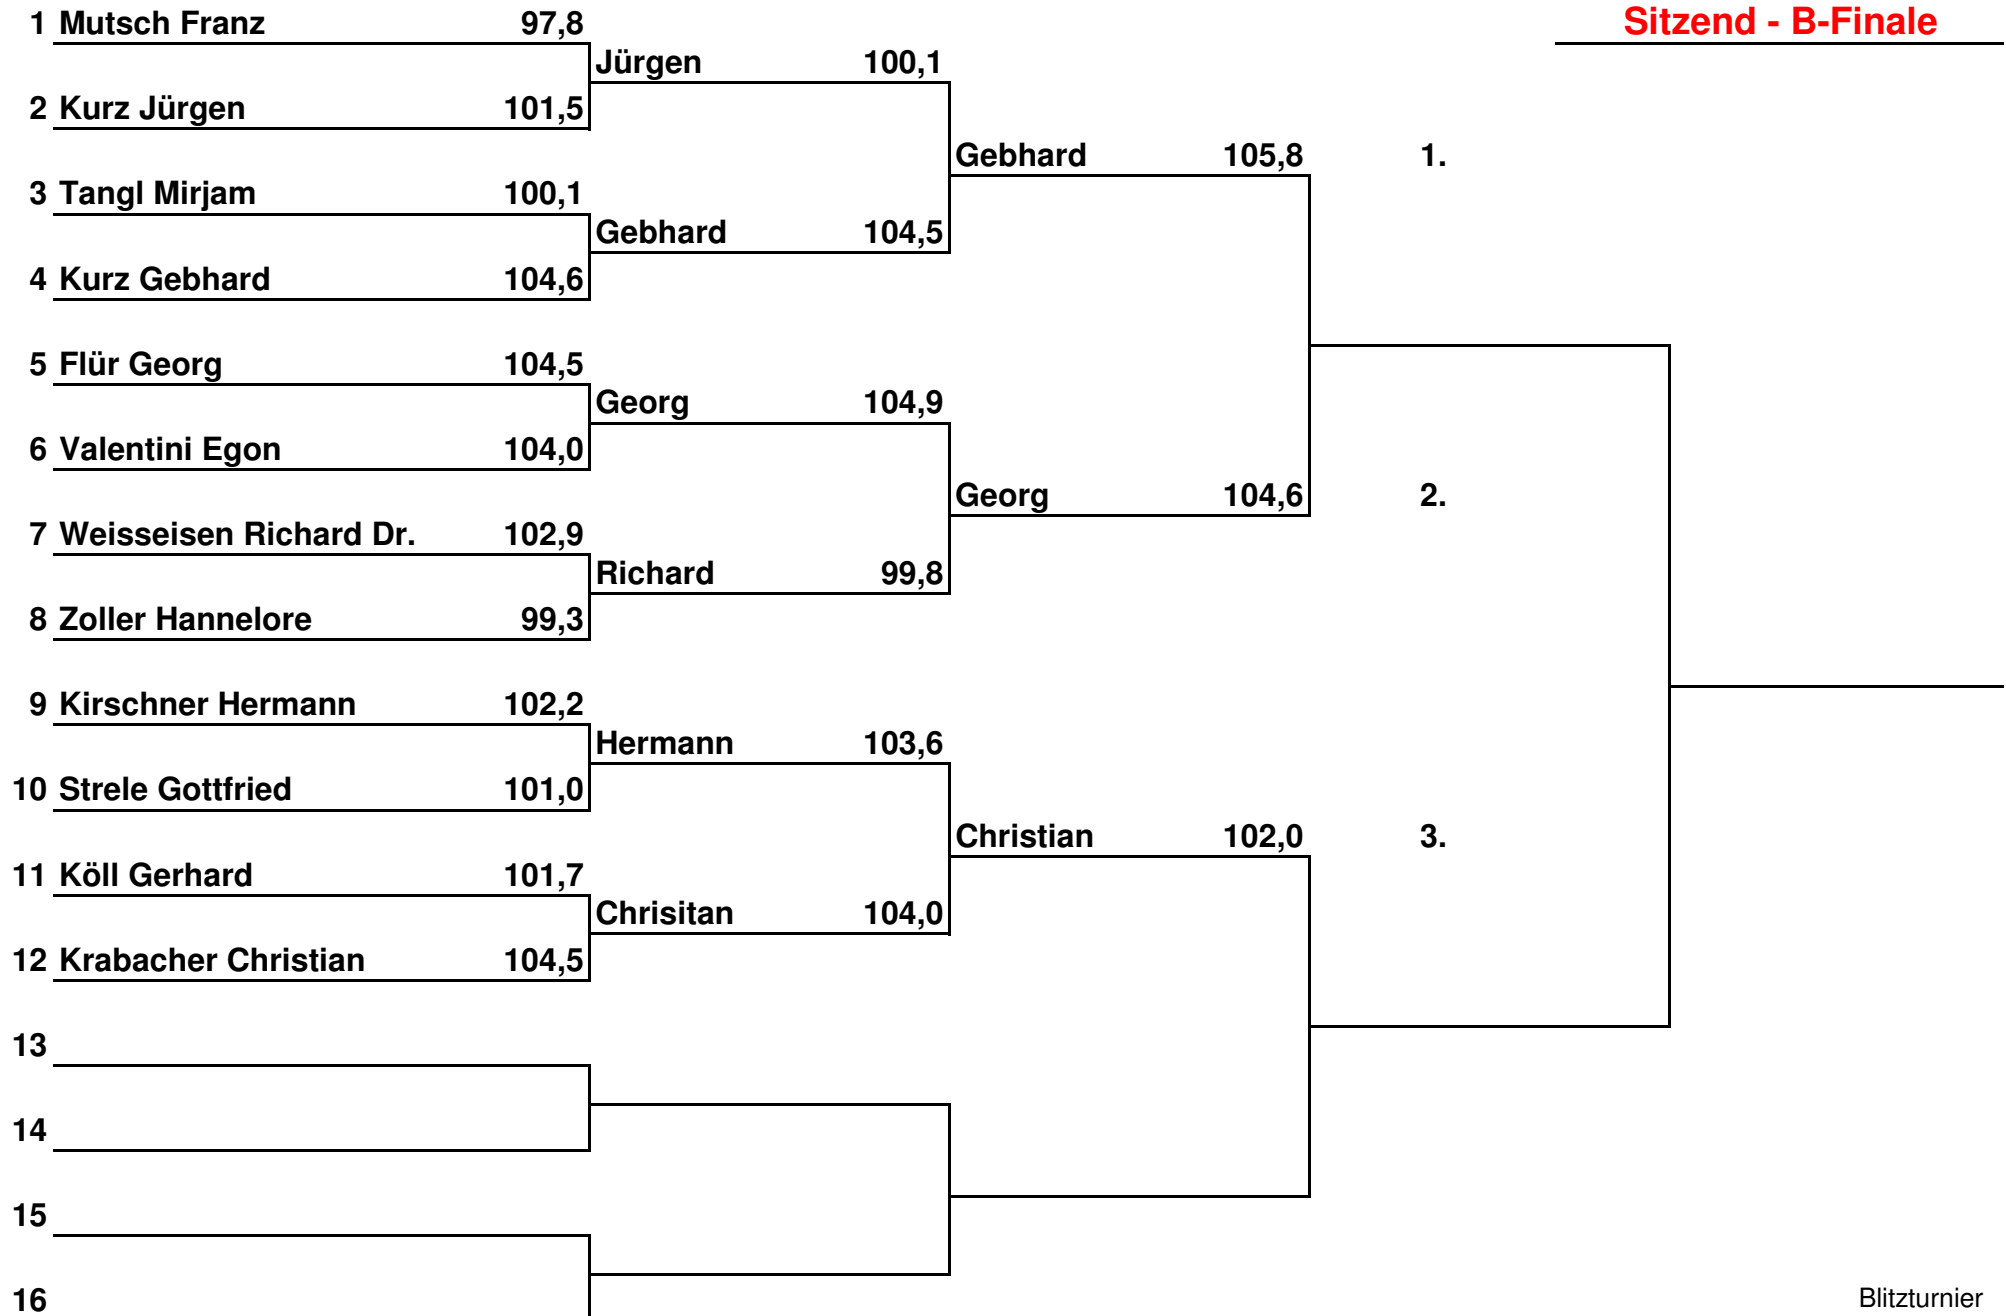 1 Mutsch Franz 97,8
Sitzend - B-Finale
Jürgen 100,1
2 Kurz Jürgen 101,5
Gebhard 105,8 1.
3 Tangl Mirjam 100,1
Gebhard 104,5
4 Kurz Gebhard 104,6
5 Flür Georg 104,5
Georg 104,9
6 Valentini Egon 104,0
Georg 104,6 2.
7 Weisseisen Richard Dr. 102,9
Richard 99,8
8 Zoller Hannelore 99,3
9 Kirschner Hermann 102,2
Hermann 103,6
10 Strele Gottfried 101,0
Christian 102,0 3.
11 Köll Gerhard 101,7
Chrisitan 104,0
12 Krabacher Christian 104,5
13
14
15
16
Blitzturnier